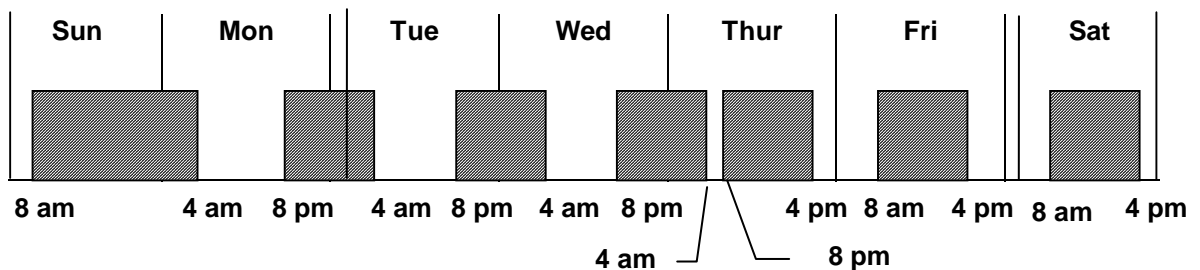 Sun Mon Tue Wed Thur Fri Sat
8 am 4 am 8 pm 4 am 8 pm 4 am 8 pm 4 pm 8 am 4 pm 8 am 4 pm
4 am 8 pm